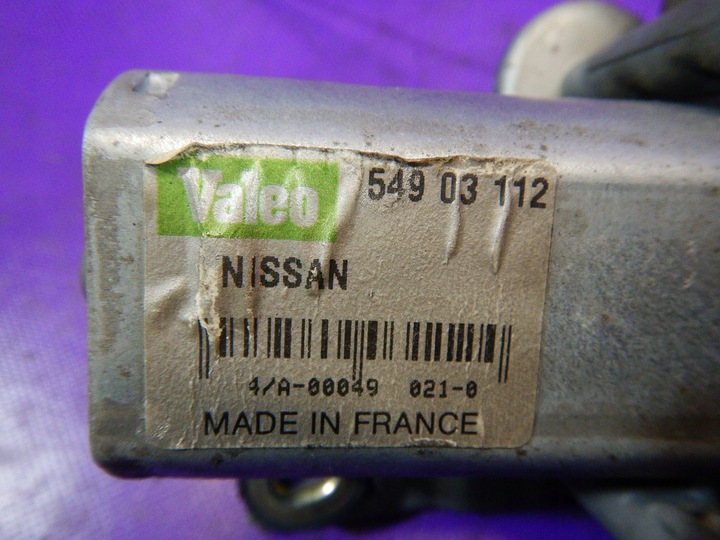 Valeo 549 03 112
NISSAN
4/A-00049 021-0
MADE IN FRANCE